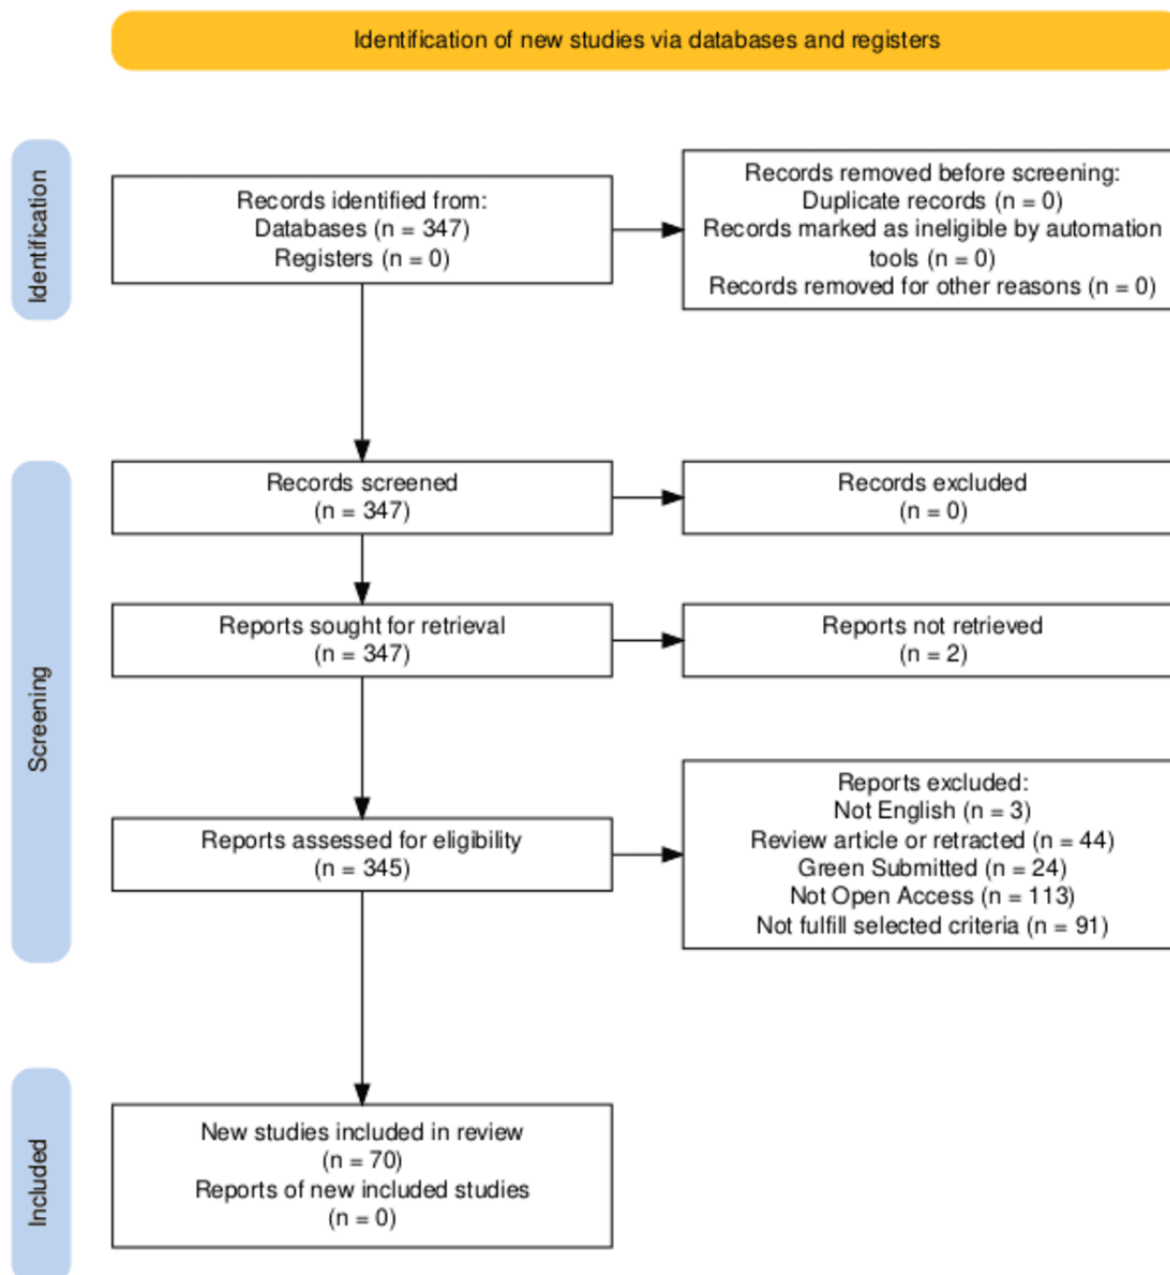 Identification of new studies via databases and registers
Identification
Records identified from:
Databases (n = 347)
Registers (n = 0)
Records removed before screening:
Duplicate records (n = 0)
Records marked as ineligible by automation
tools (n = 0)
Records removed for other reasons (n = 0)
Screening
Records screened
(n = 347)
Records excluded
(n = 0)
Reports sought for retrieval
(n = 347)
Reports not retrieved
(n = 2)
Reports assessed for eligibility
(n = 345)
Reports excluded:
Not English (n = 3)
Review article or retracted (n = 44)
Green Submitted (n = 24)
Not Open Access (n = 113)
Not fulfill selected criteria (n = 91)
Included
New studies included in review
(n = 70)
Reports of new included studies
(n = 0)